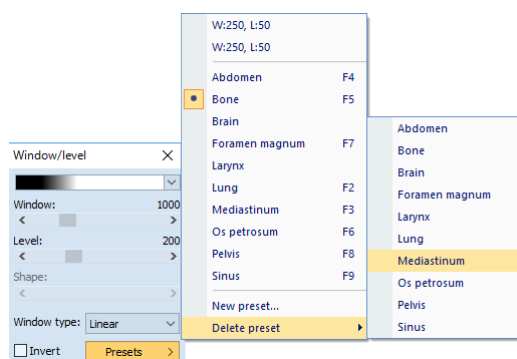 Window/level
Window: 1000
Level: 200
Shape:
Window type: Linear
Invert Presets
W:250, L:50
W:250, L:50
Abdomen F4
Bone F5
Brain
Foramen magnum F7
Larynx
Lung F2
Mediastinum F3
Os petrosum F6
Pelvis F8
Sinus F9
New preset...
Delete preset
Abdomen
Bone
Brain
Foramen magnum
Larynx
Lung
Mediastinum
Os petrosum
Pelvis
Sinus